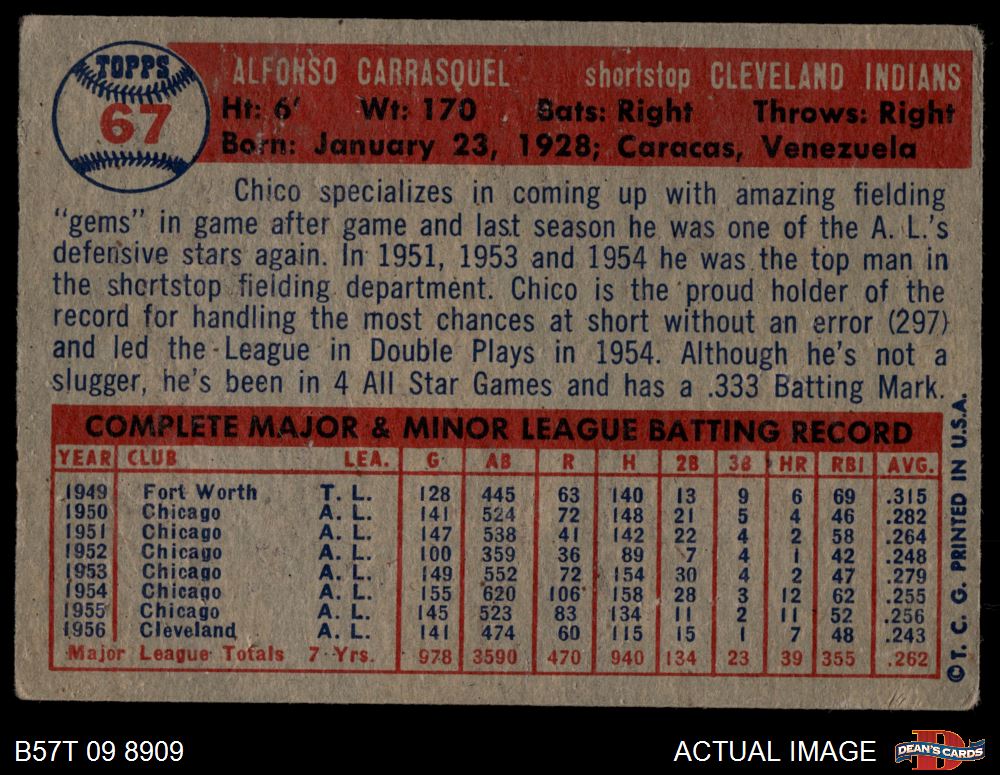 TOPPS
67
ALFONSO CARRASQUEL shortstop CLEVELAND INDIANS
Ht: 6' Wt: 170 Bats: Right Throws: Right
Born: January 23, 1928; Caracas, Venezuela
Chico specializes in coming up with amazing fielding
"gems" in game after game and last season he was one of the A. L.'s
defensive stars again. In 1951, 1953 and 1954 he was the top man in
the shortstop fielding department. Chico is the proud holder of the
record for handling the most chances at short without an error (297)
and led the League in Double Plays in 1954. Although he's not a
slugger, he's been in 4 All Star Games and has a .333 Batting Mark.
COMPLETE MAJOR & MINOR LEAGUE BATTING RECORD
YEAR CLUB LEA. G AB R H 2B 3B HR RBI AVG.
1949 Fort Worth T. L. 128 445 63 140 13 9 6 69 .315
1950 Chicago A. L. 141 524 72 148 21 5 4 46 .282
1951 Chicago A. L. 147 538 41 142 22 4 2 58 .264
1952 Chicago A. L. 100 359 36 89 7 4 1 42 .248
1953 Chicago A. L. 149 552 72 154 30 4 2 47 .279
1954 Chicago A. L. 155 620 106 158 28 3 12 62 .255
1955 Chicago A. L. 145 523 83 134 11 2 11 52 .256
1956 Cleveland A. L. 141 474 60 115 15 1 7 48 .243
Major League Totals 7 Yrs. 978 3590 470 940 134 23 39 355 .262
© T. C. G. PRINTED IN U.S.A.
B57T 09 8909
ACTUAL IMAGE
D
DEAN'S CARDS